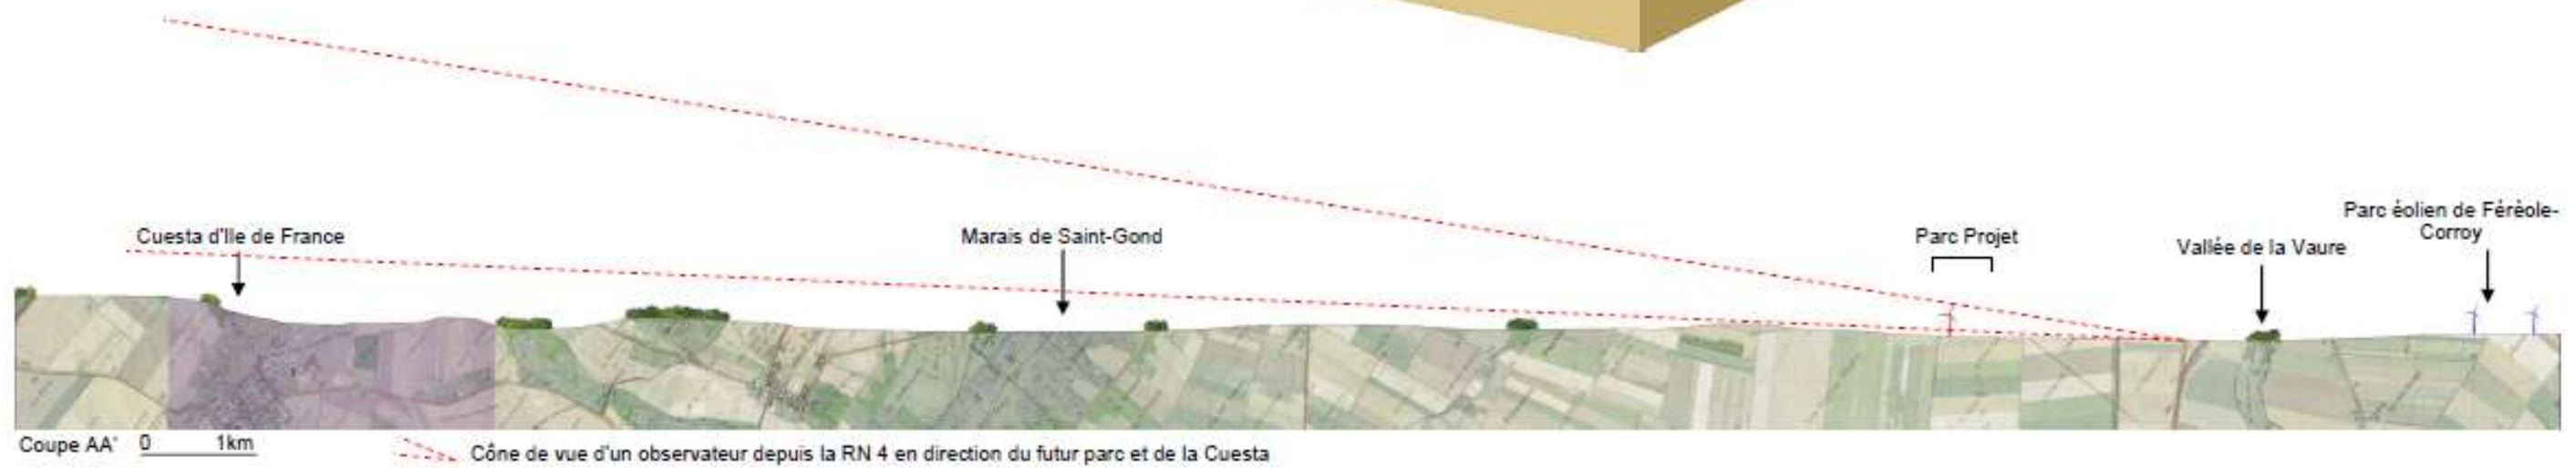 Cuesta d'Ile de France
Marais de Saint-Gond
Parc Projet
Vallée de la Vaure
Parc éolien de Féréole-
Corroy
Coupe AA'
0 1km
Cône de vue d'un observateur depuis la RN 4 en direction du futur parc et de la Cuesta